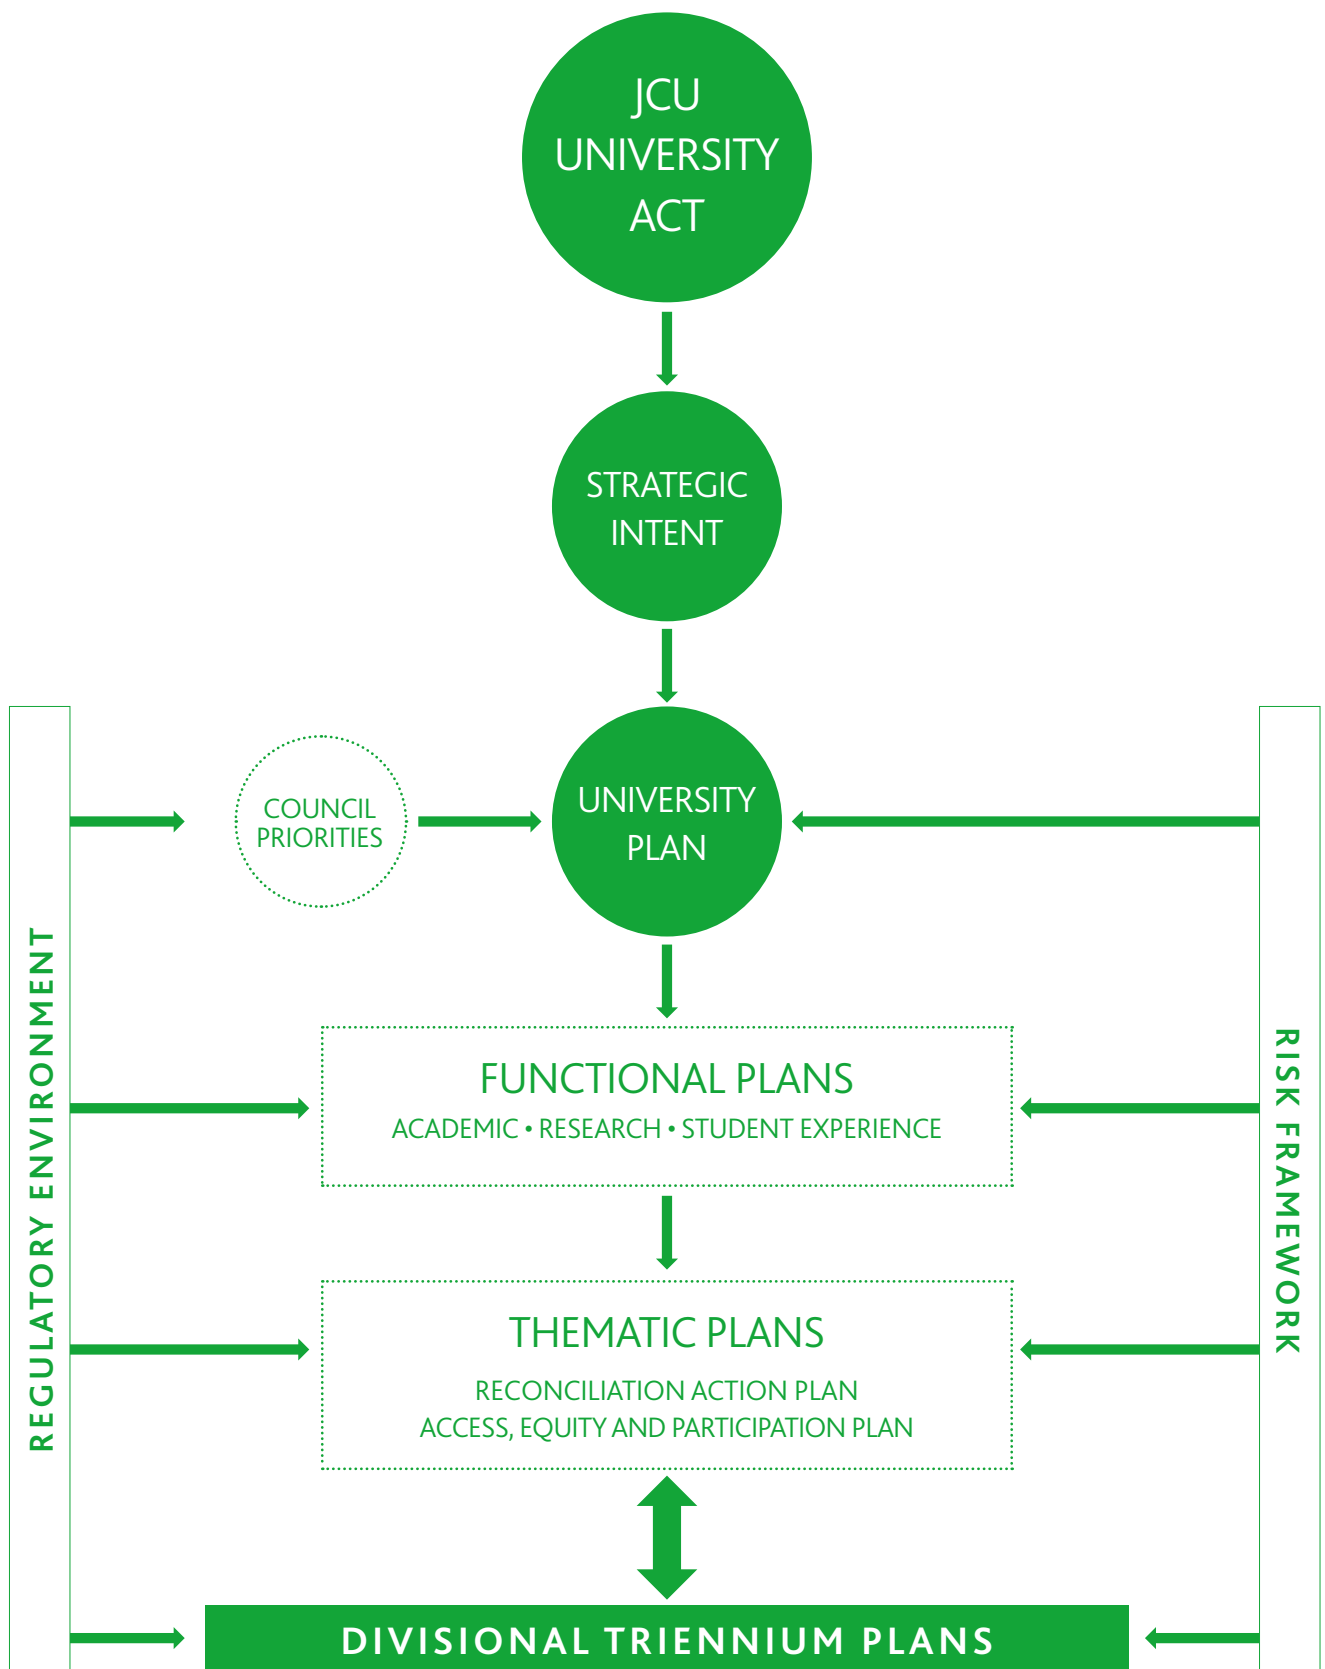 JCU
UNIVERSITY
ACT
STRATEGIC
INTENT
COUNCIL
PRIORITIES
UNIVERSITY
PLAN
REGULATORY ENVIRONMENT
RISK FRAMEWORK
FUNCTIONAL PLANS
ACADEMIC • RESEARCH • STUDENT EXPERIENCE
THEMATIC PLANS
RECONCILIATION ACTION PLAN
ACCESS, EQUITY AND PARTICIPATION PLAN
DIVISIONAL TRIENNIUM PLANS